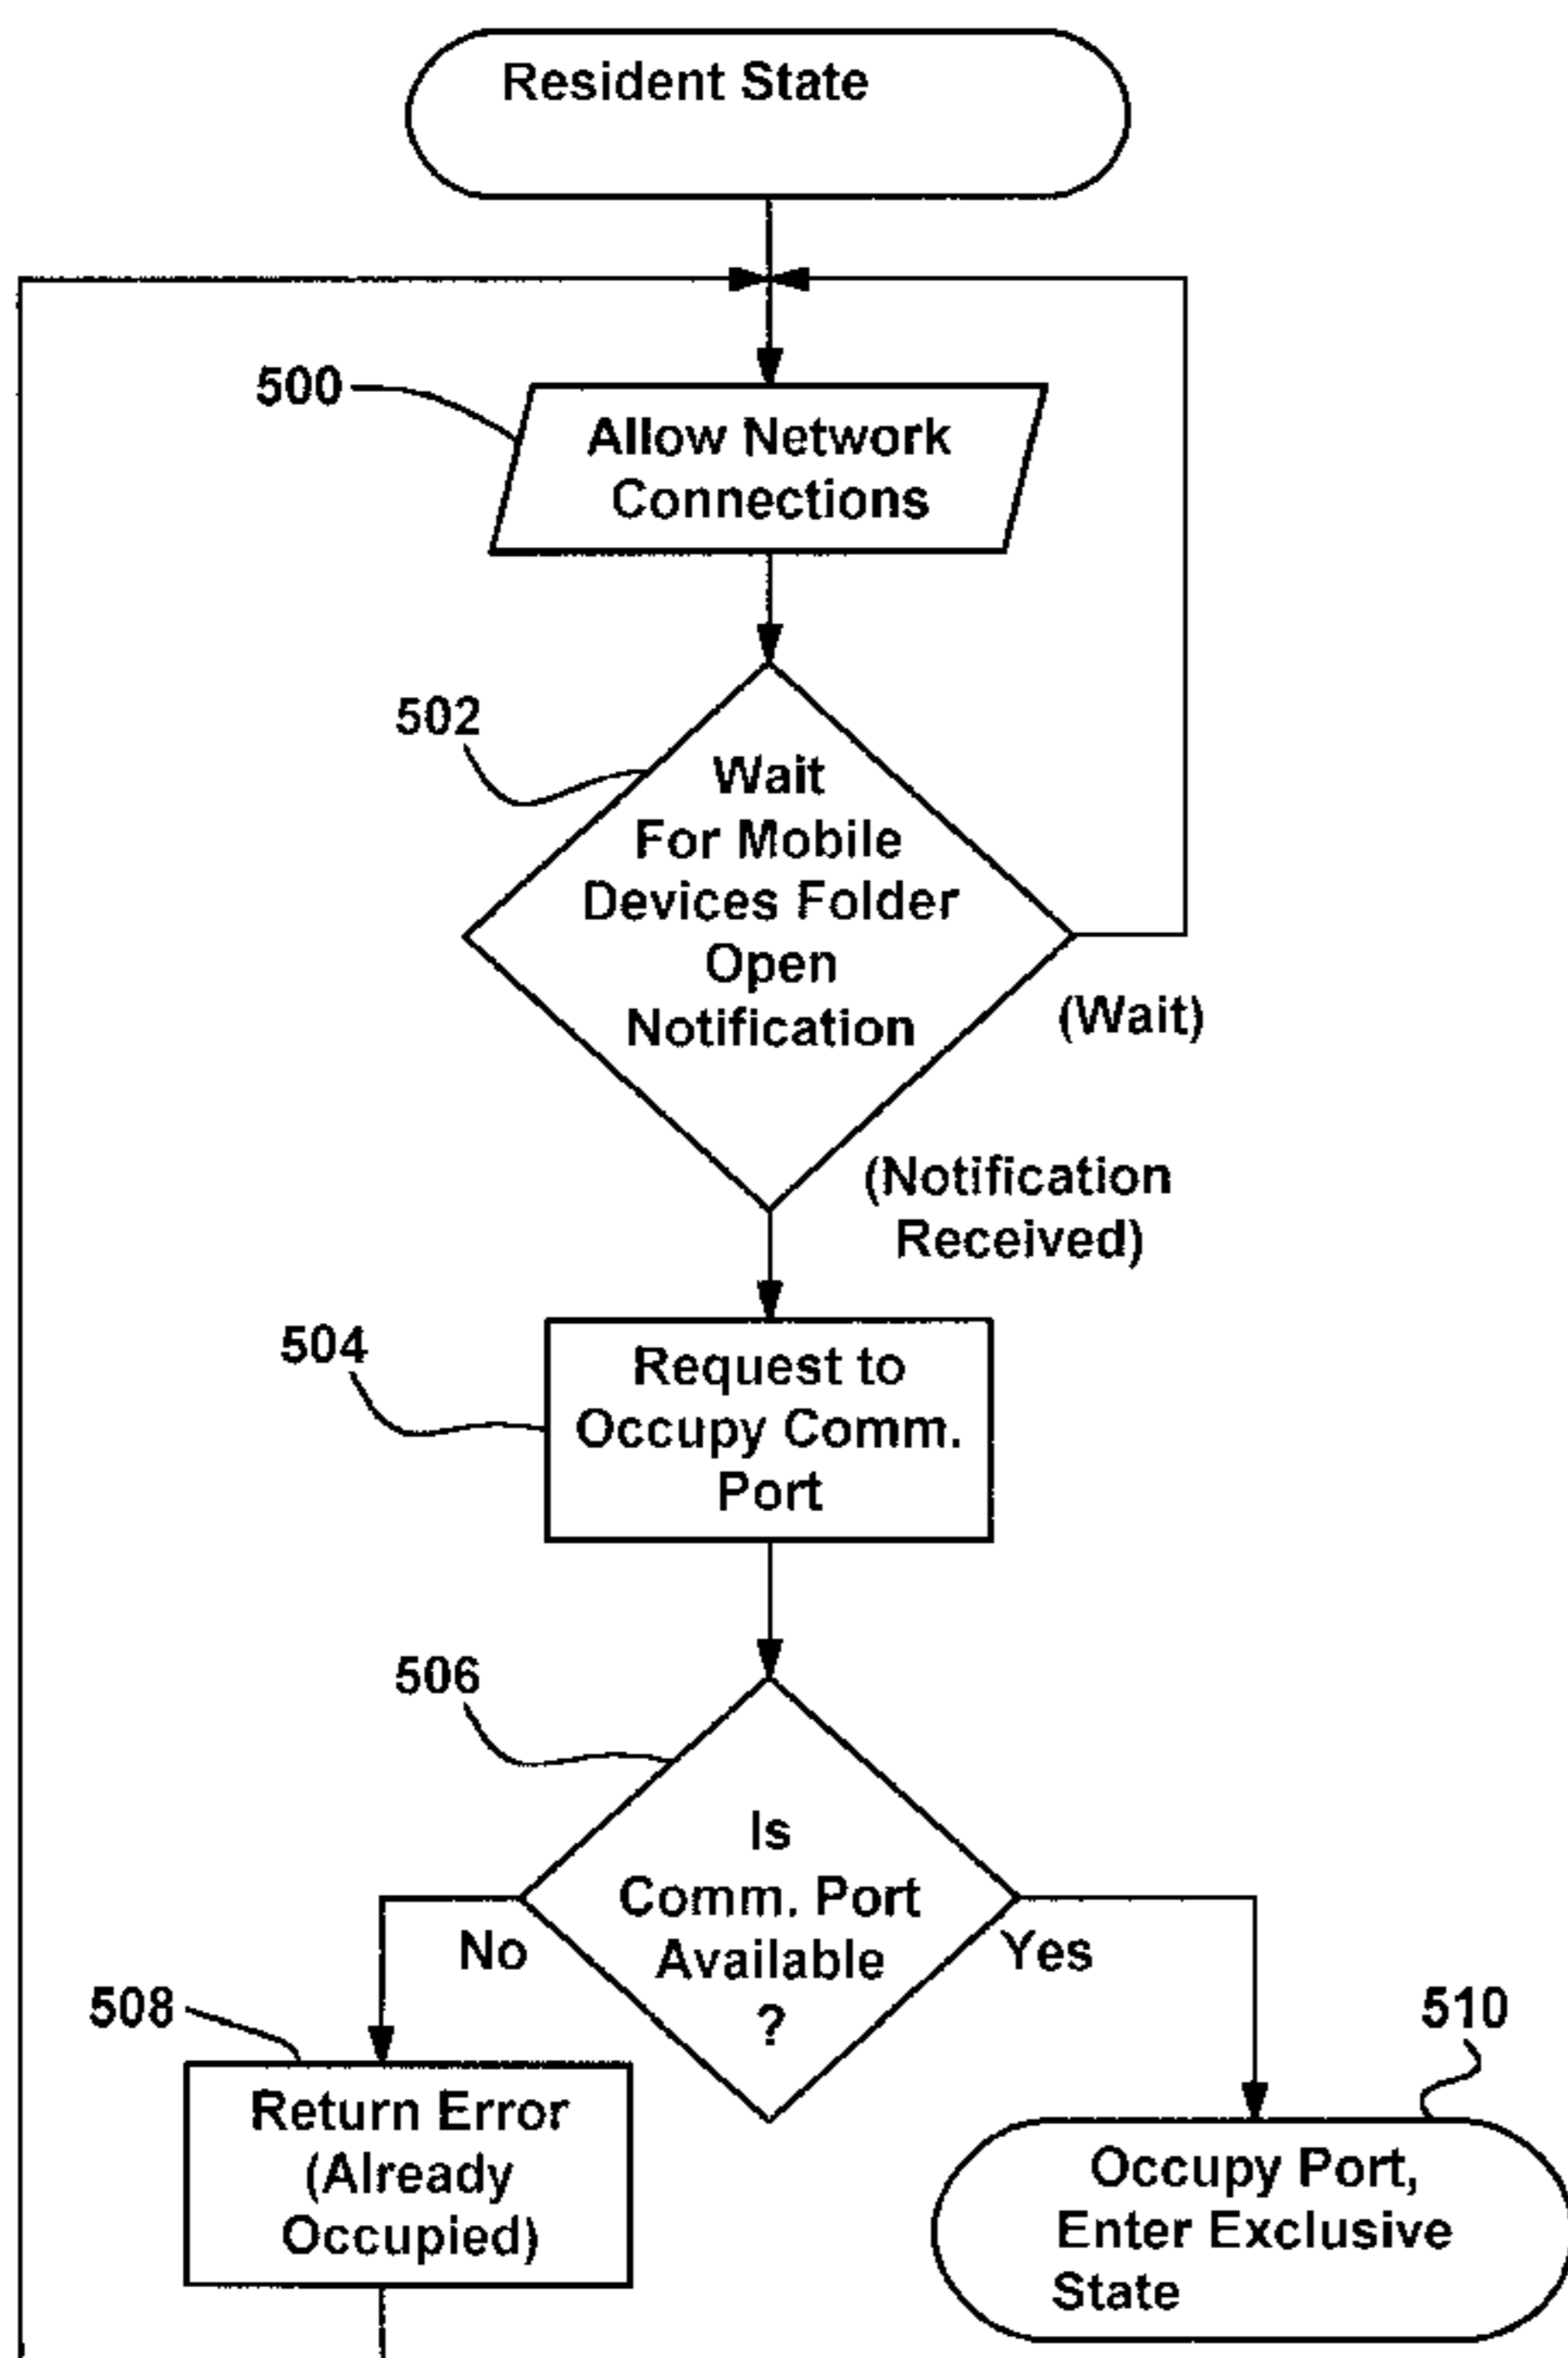 Resident State
500
Allow Network
Connections
502
Wait
For Mobile
Devices Folder
Open
Notification
(Wait)
(Notification
Received)
504
Request to
Occupy Comm.
Port
506
Is
Comm. Port
Available
?
No
Yes
508
Return Error
(Already
Occupied)
510
Occupy Port,
Enter Exclusive
State